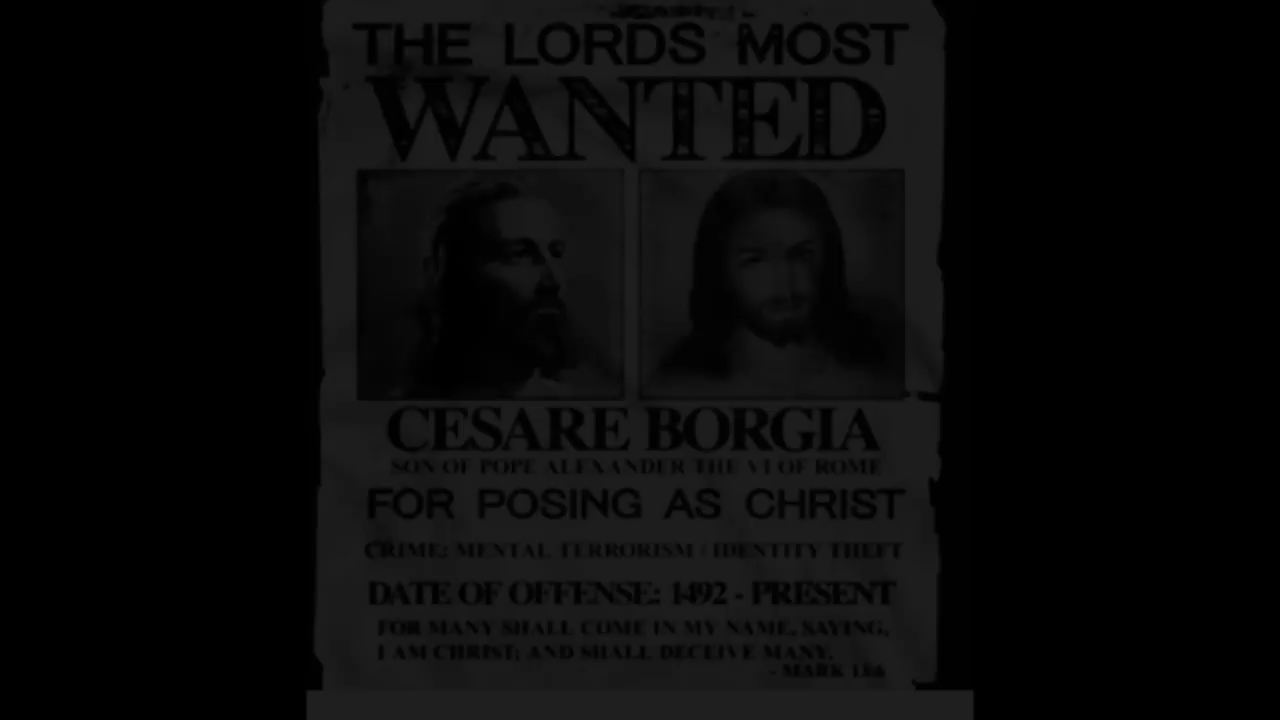 THE LORDS MOST
WANTED
CESARE BORGIA
SON OF POPE ALEXANDER THE VI OF ROME
FOR POSING AS CHRIST
CRIME: MENTAL TERRORISM / IDENTITY THEFT
DATE OF OFFENSE: 1492 - PRESENT
FOR MANY SHALL COME IN MY NAME, SAYING,
I AM CHRIST; AND SHALL DECEIVE MANY.
- MARK